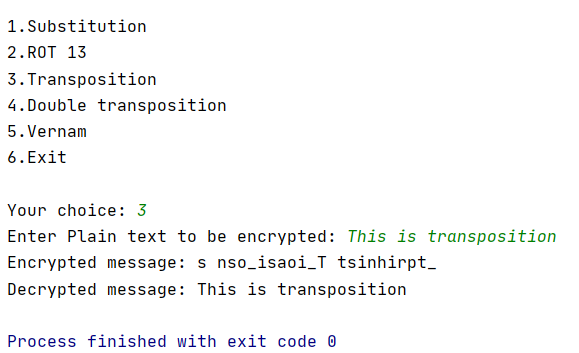 1.Substitution
2.ROT 13
3.Transposition
4.Double transposition
5.Vernam
6.Exit
Your choice: 3
Enter Plain text to be encrypted: This is transposition
Encrypted message: s nso_isaoi_T tsinhirpt_
Decrypted message: This is transposition
Process finished with exit code 0